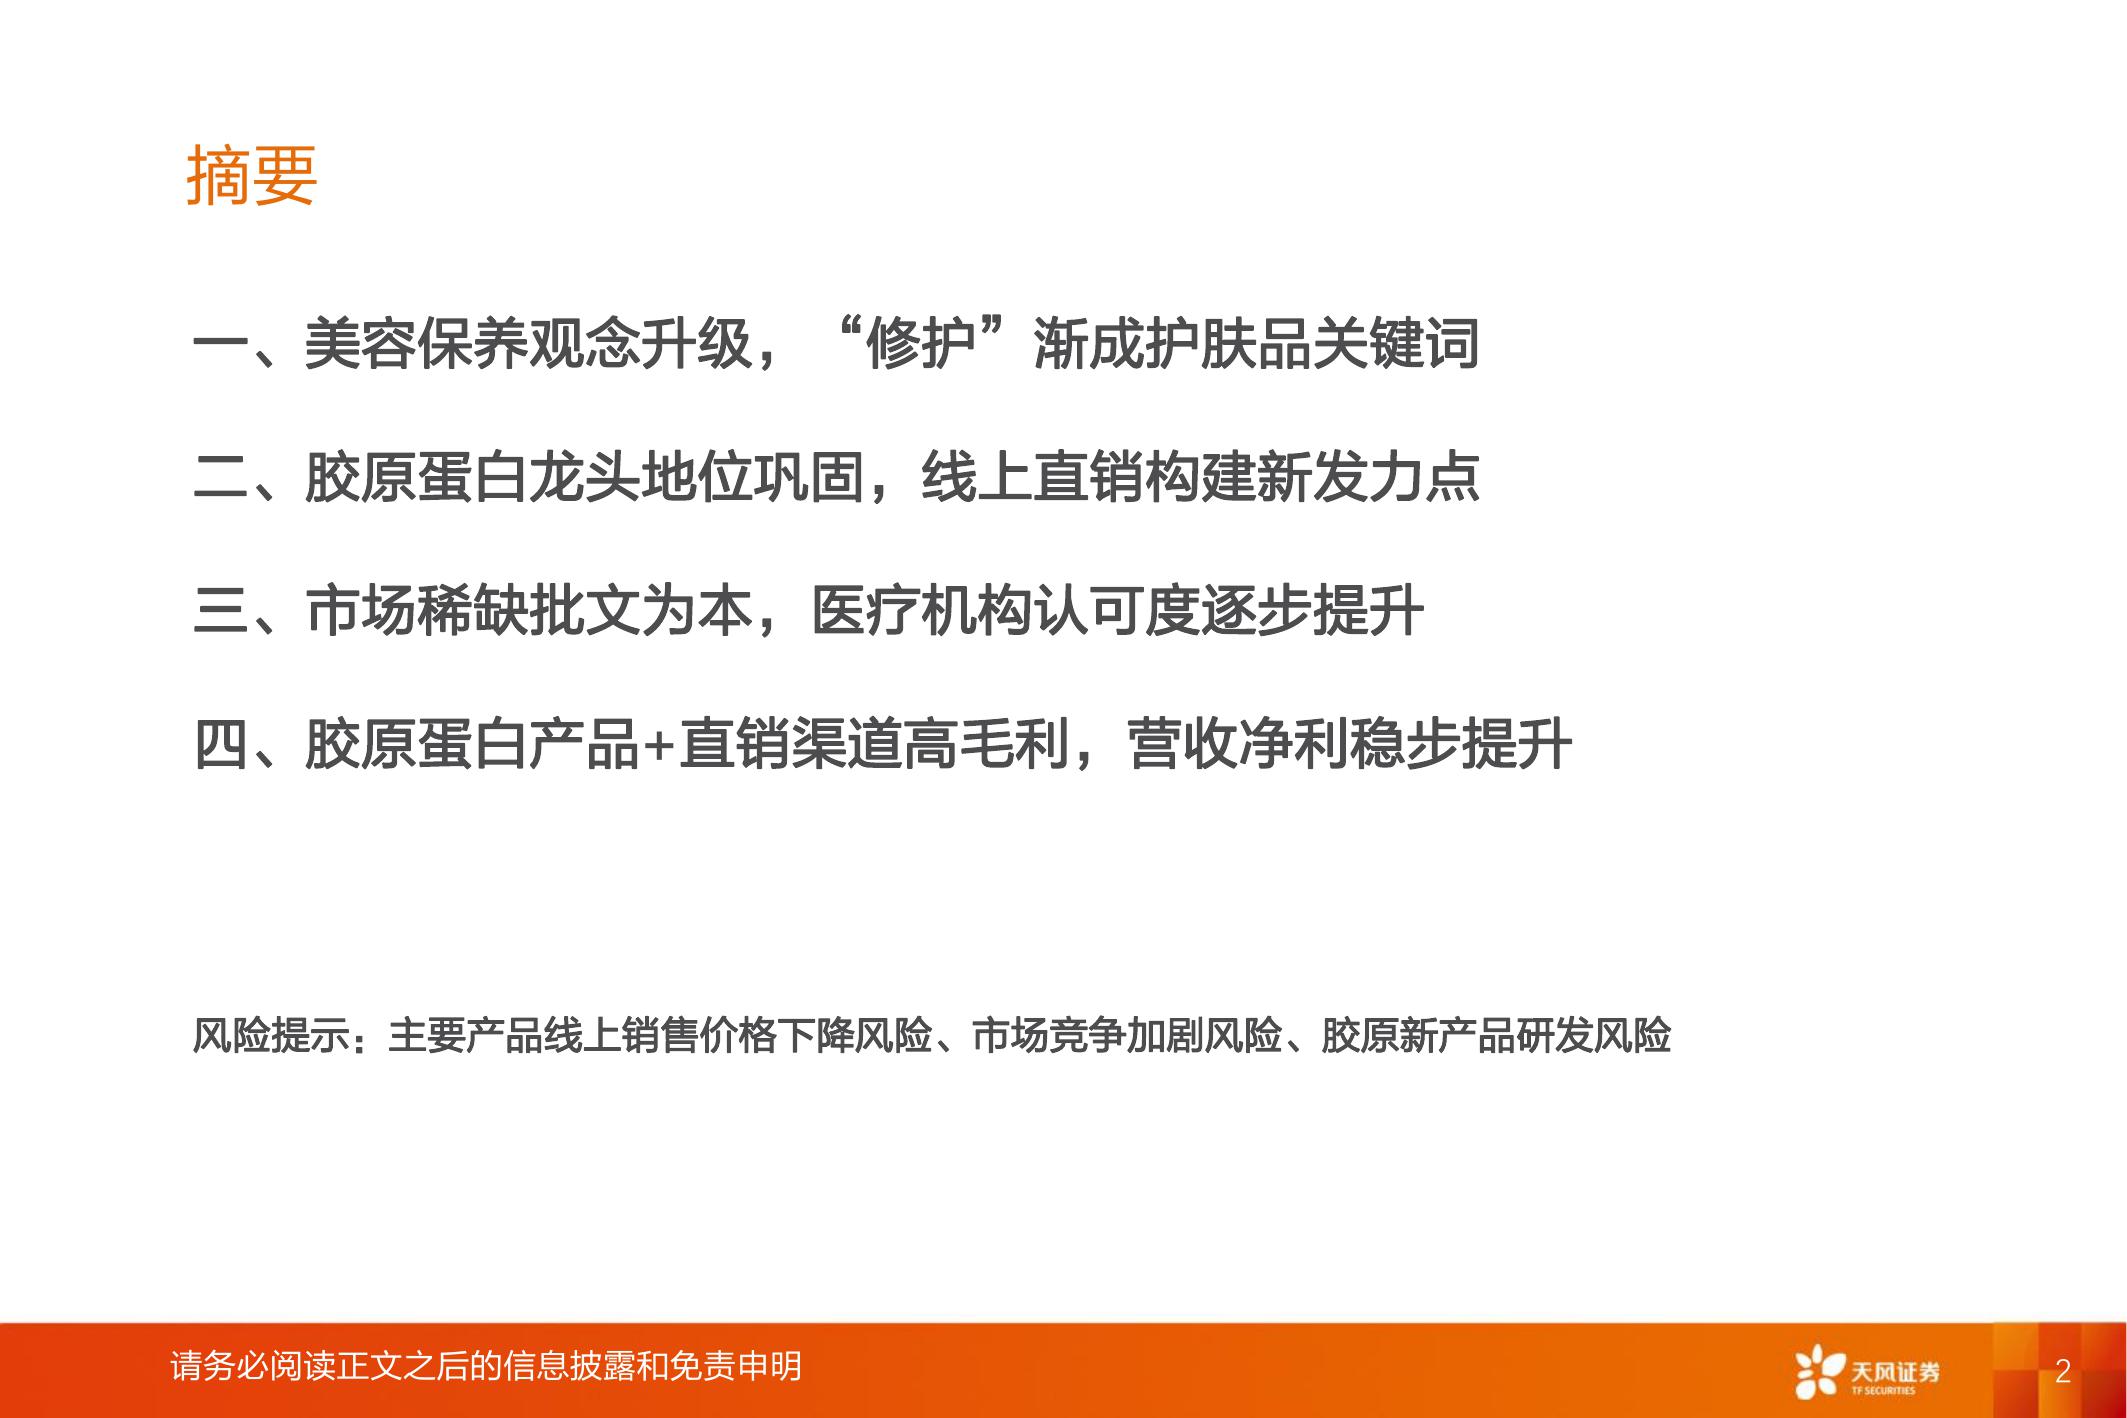 摘要
一、美容保养观念升级，“修护”渐成护肤品关键词
二、胶原蛋白龙头地位巩固，线上直销构建新发力点
三、市场稀缺批文为本，医疗机构认可度逐步提升
四、胶原蛋白产品+直销渠道高毛利，营收净利稳步提升
风险提示：主要产品线上销售价格下降风险、市场竞争加剧风险、胶原新产品研发风险
请务必阅读正文之后的信息披露和免责申明
天风证券
TF SECURITIES
2